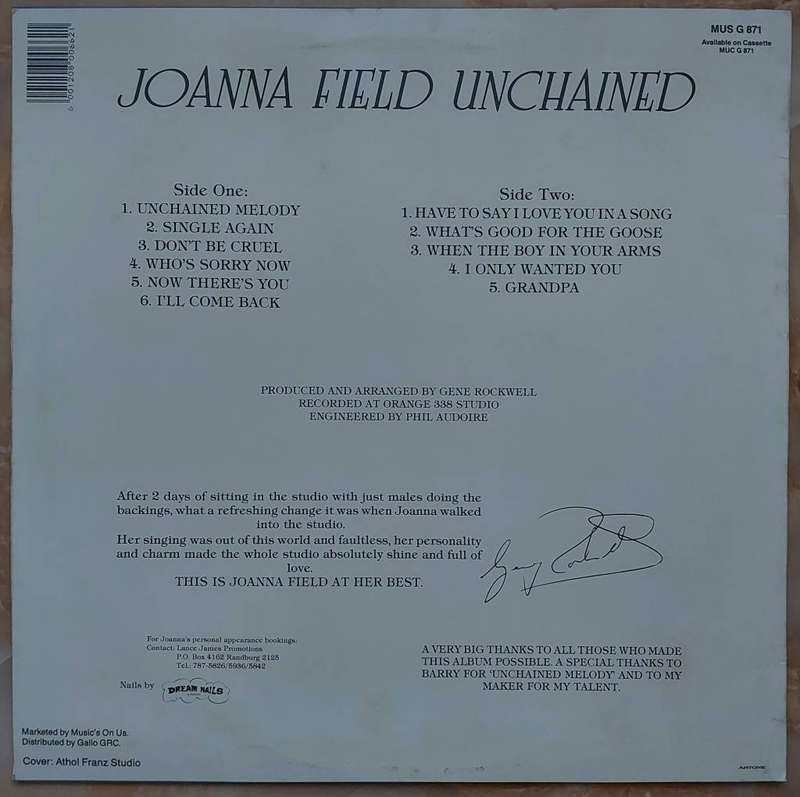 6 001208 006621
MUS G 871
Available on Cassette
MUC G 871
JOANNA FIELD UNCHAINED
Side One:
1. UNCHAINED MELODY
2. SINGLE AGAIN
3. DON'T BE CRUEL
4. WHO'S SORRY NOW
5. NOW THERE'S YOU
6. I'LL COME BACK
Side Two:
1. HAVE TO SAY I LOVE YOU IN A SONG
2. WHAT'S GOOD FOR THE GOOSE
3. WHEN THE BOY IN YOUR ARMS
4. I ONLY WANTED YOU
5. GRANDPA
PRODUCED AND ARRANGED BY GENE ROCKWELL
RECORDED AT ORANGE 338 STUDIO
ENGINEERED BY PHIL AUDOIRE
After 2 days of sitting in the studio with just males doing the
backings, what a refreshing change it was when Joanna walked
into the studio.
Her singing was out of this world and faultless, her personality
and charm made the whole studio absolutely shine and full of
love.
THIS IS JOANNA FIELD AT HER BEST.
For Joanna's personal appearance bookings:
Contact: Lance James Promotions
P.O. Box 4162 Randburg 2125
Tel.: 787-5826/5936/5842
Nails by
DREAM NAILS
A VERY BIG THANKS TO ALL THOSE WHO MADE
THIS ALBUM POSSIBLE. A SPECIAL THANKS TO
BARRY FOR 'UNCHAINED MELODY' AND TO MY
MAKER FOR MY TALENT.
Marketed by Music's On Us.
Distributed by Gallo GRC.
Cover: Athol Franz Studio
ARTONE